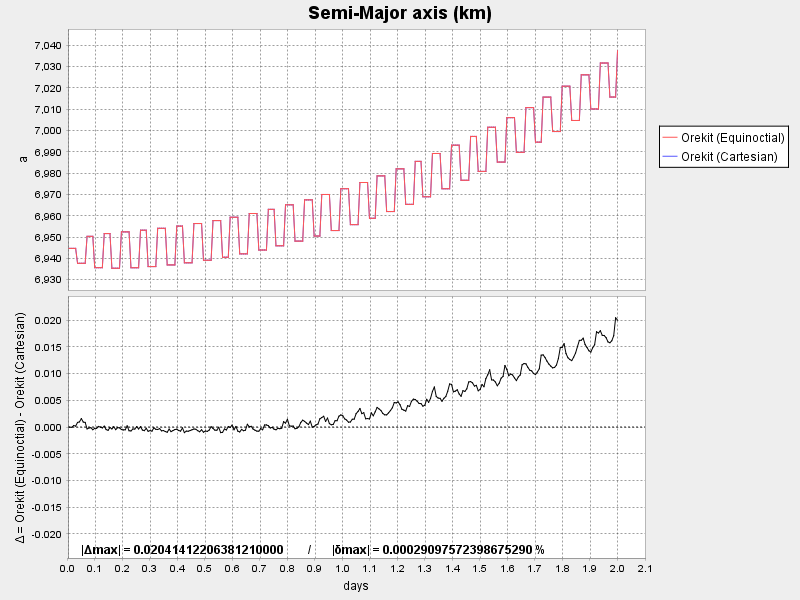 Semi-Major axis (km)
7,040
7,030
7,020
7,010
7,000
6,990
6,980
6,970
6,960
6,950
6,940
6,930
a
Orekit (Equinoctial)
Orekit (Cartesian)
0.020
0.015
0.010
0.005
0.000
-0.005
-0.010
-0.015
-0.020
Δ = Orekit (Equinoctial) - Orekit (Cartesian)
|Δmax| = 0.02041412206381210000 / |δmax| = 0.00029097572398675290 %
0.0 0.1 0.2 0.3 0.4 0.5 0.6 0.7 0.8 0.9 1.0 1.1 1.2 1.3 1.4 1.5 1.6 1.7 1.8 1.9 2.0 2.1
days